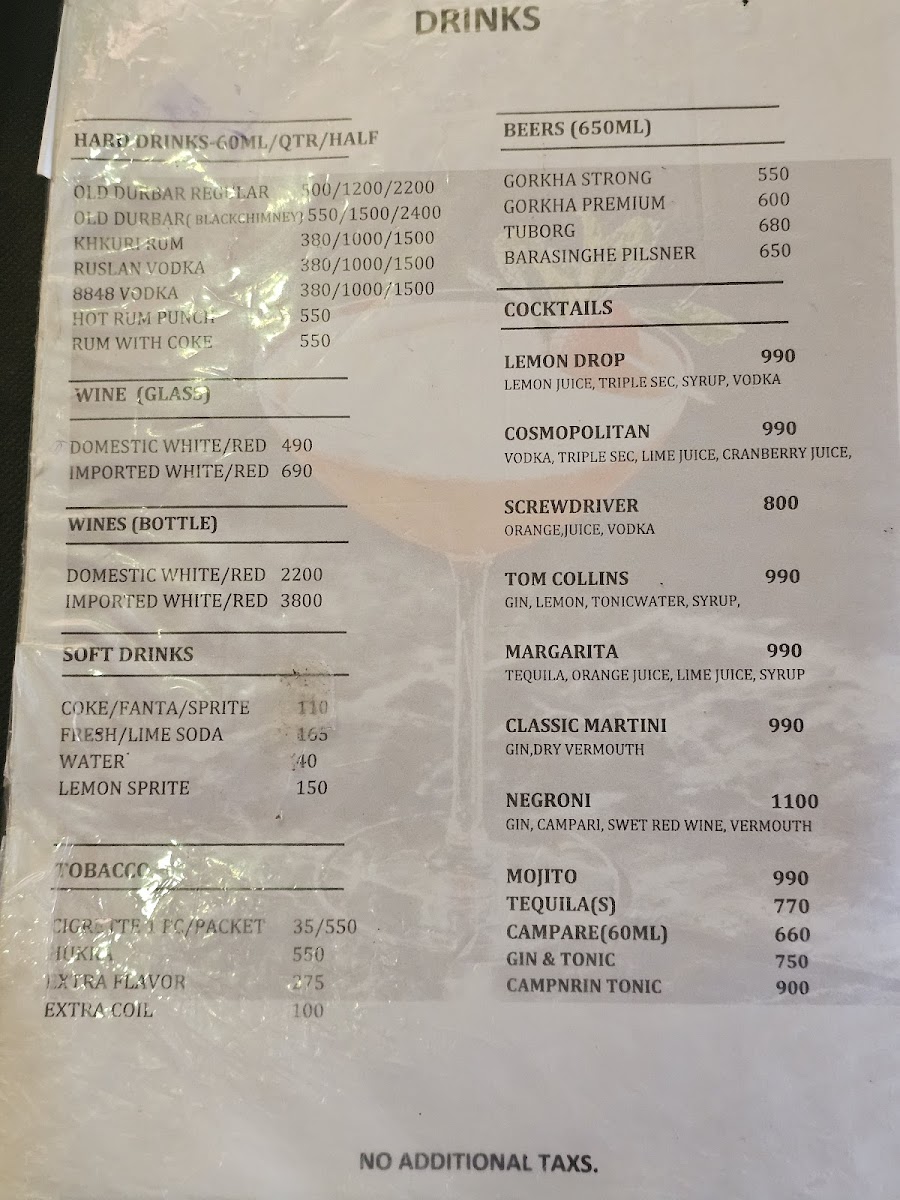 DRINKS
HARD DRINKS-60ML/QTR/HALF
OLD DURBAR REGULAR 500/1200/2200
OLD DURBAR( BLACKCHIMNEY) 550/1500/2400
KHKURI RUM 380/1000/1500
RUSLAN VODKA 380/1000/1500
8848 VODKA 380/1000/1500
HOT RUM PUNCH 550
RUM WITH COKE 550
WINE (GLASS)
DOMESTIC WHITE/RED 490
IMPORTED WHITE/RED 690
WINES (BOTTLE)
DOMESTIC WHITE/RED 2200
IMPORTED WHITE/RED 3800
SOFT DRINKS
COKE/FANTA/SPRITE 110
FRESH/LIME SODA 165
WATER 40
LEMON SPRITE 150
TOBACCO
CIGRETTE 1 PC/PACKET 35/550
HUKKA 550
EXTRA FLAVOR 275
EXTRA COIL 100
BEERS (650ML)
GORKHA STRONG 550
GORKHA PREMIUM 600
TUBORG 680
BARASINGHE PILSNER 650
COCKTAILS
LEMON DROP 990
LEMON JUICE, TRIPLE SEC, SYRUP, VODKA
COSMOPOLITAN 990
VODKA, TRIPLE SEC, LIME JUICE, CRANBERRY JUICE,
SCREWDRIVER 800
ORANGE,JUICE, VODKA
TOM COLLINS 990
GIN, LEMON, TONICWATER, SYRUP,
MARGARITA 990
TEQUILA, ORANGE JUICE, LIME JUICE, SYRUP
CLASSIC MARTINI 990
GIN,DRY VERMOUTH
NEGRONI 1100
GIN, CAMPARI, SWET RED WINE, VERMOUTH
MOJITO 990
TEQUILA(S) 770
CAMPARE(60ML) 660
GIN & TONIC 750
CAMPNRIN TONIC 900
NO ADDITIONAL TAXS.